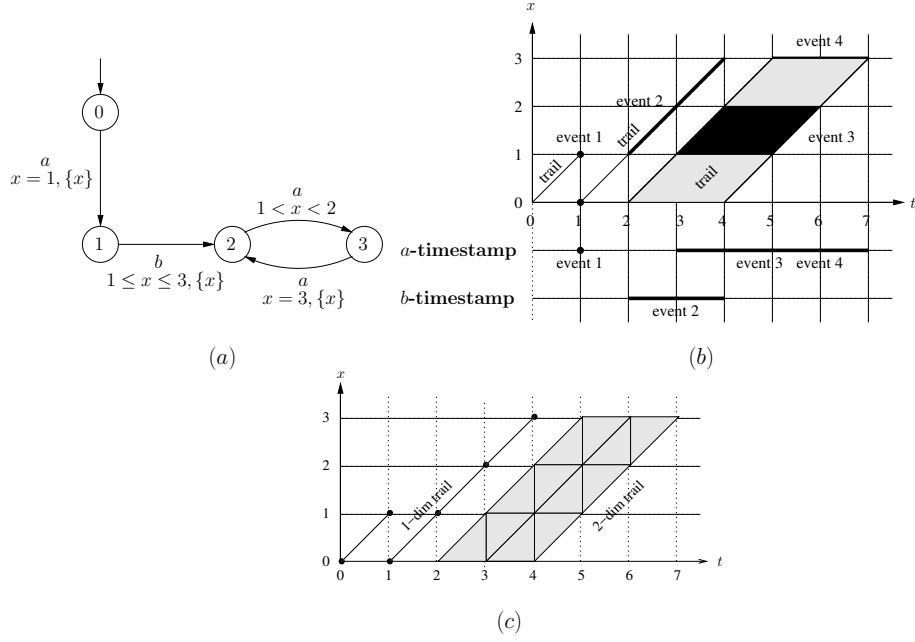 0
a
x = 1, {x}
1
b
1 ≤ x ≤ 3, {x}
2
a
1 < x < 2
3
a
x = 3, {x}
(a)
x
3
2
1
0
0 1 2 3 4 5 6 7 t
event 1
trail
event 2
trail
event 4
event 3
trail
a-timestamp
event 1
event 3 event 4
b-timestamp
event 2
(b)
x
3
2
1
0
1-dim trail
2-dim trail
0 1 2 3 4 5 6 7 t
(c)